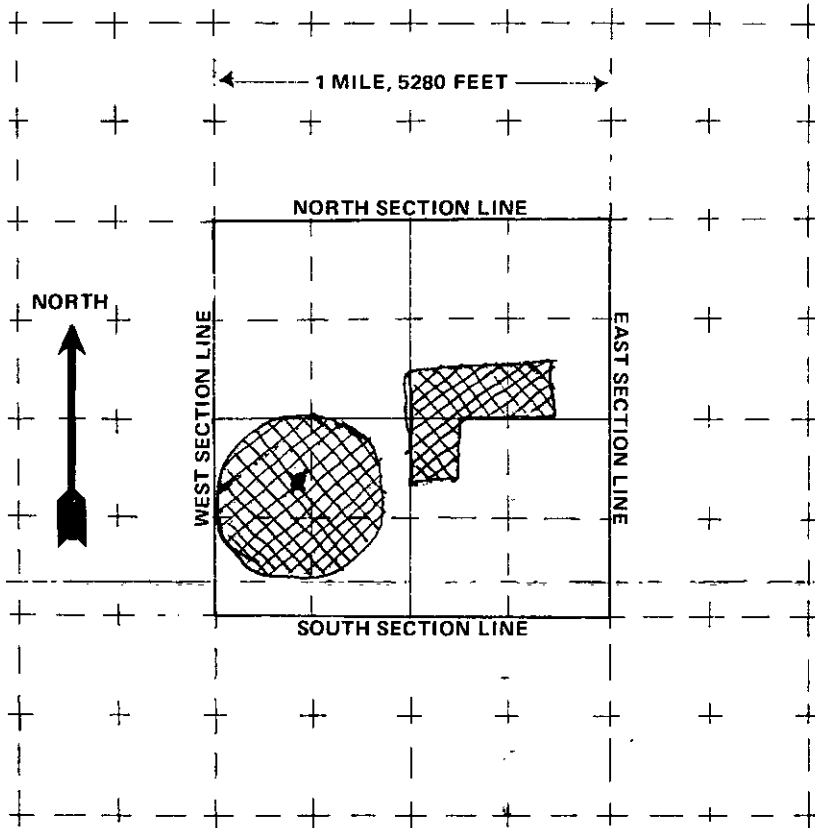 1 MILE, 5280 FEET
NORTH SECTION LINE
NORTH
WEST SECTION LINE
EAST SECTION LINE
SOUTH SECTION LINE